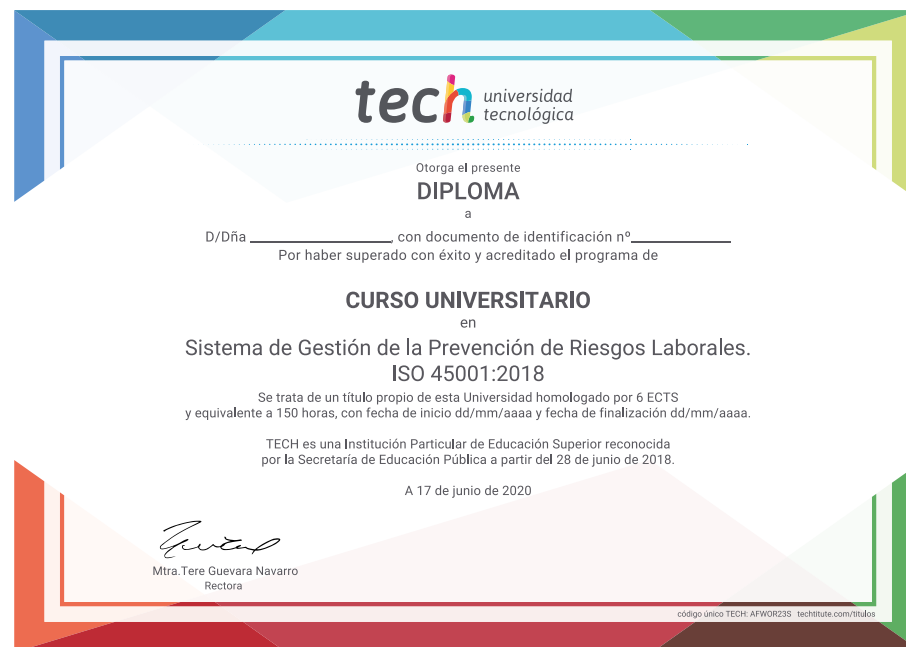 tech universidad
tecnológica
Otorga el presente
DIPLOMA
a
D/Dña ________________, con documento de identificación nº____________
Por haber superado con éxito y acreditado el programa de
CURSO UNIVERSITARIO
en
Sistema de Gestión de la Prevención de Riesgos Laborales.
ISO 45001:2018
Se trata de un título propio de esta Universidad homologado por 6 ECTS
y equivalente a 150 horas, con fecha de inicio dd/mm/aaaa y fecha de finalización dd/mm/aaaa.
TECH es una Institución Particular de Educación Superior reconocida
por la Secretaría de Educación Pública a partir del 28 de junio de 2018.
A 17 de junio de 2020
Mtra.Tere Guevara Navarro
Rectora
código único TECH: AFWOR23S techtitute.com/titulos